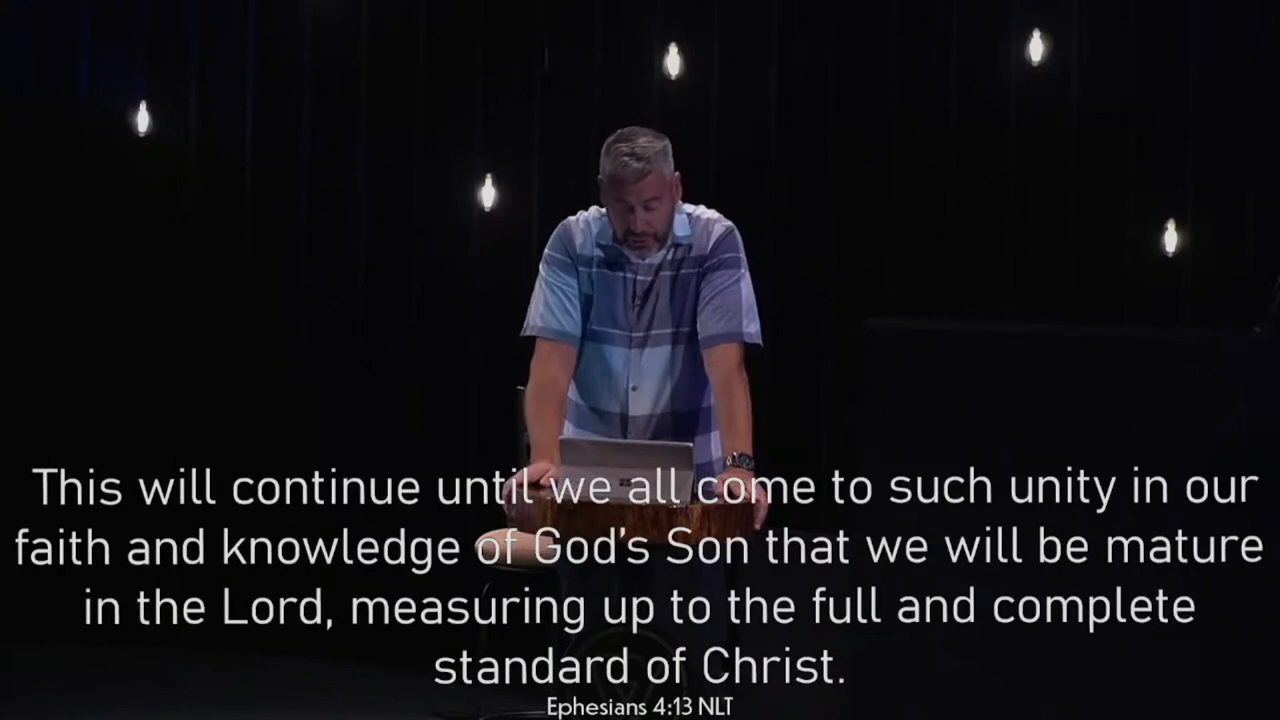 This will continue until we all come to such unity in our
faith and knowledge of God's Son that we will be mature
in the Lord, measuring up to the full and complete
standard of Christ.
Ephesians 4:13 NLT